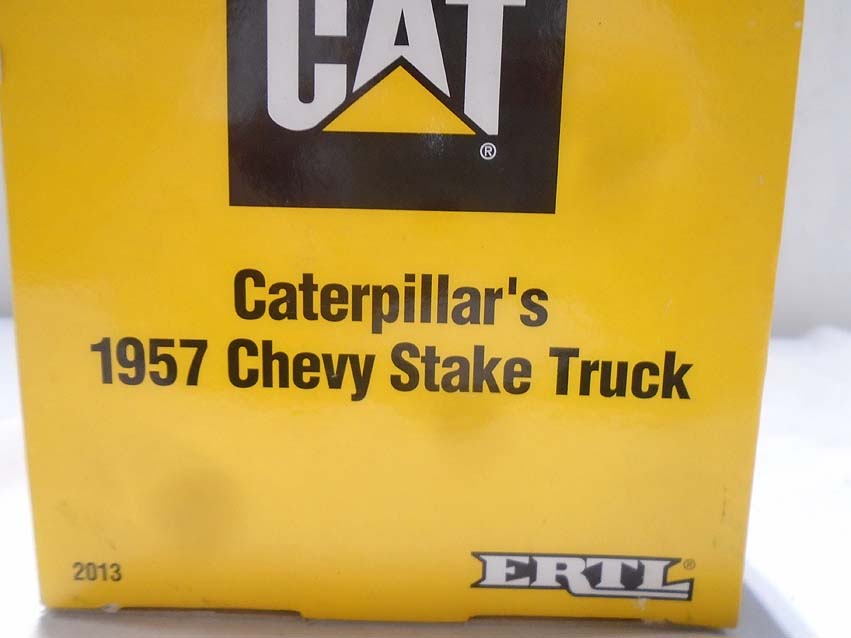 CAT
®
Caterpillar's
1957 Chevy Stake Truck
2013
ERTL®